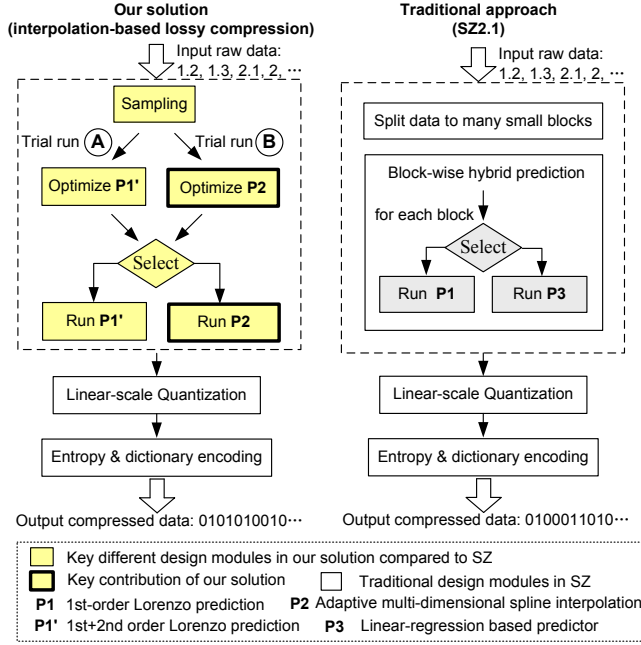 Our solution
(interpolation-based lossy compression)
Input raw data:
1.2, 1.3, 2.1, 2, ⋯
Sampling
Trial run A
Trial run B
Optimize P1'
Optimize P2
Select
Run P1'
Run P2
Linear-scale Quantization
Entropy & dictionary encoding
Output compressed data: 0101010010⋯
Traditional approach
(SZ2.1)
Input raw data:
1.2, 1.3, 2.1, 2, ⋯
Split data to many small blocks
Block-wise hybrid prediction
for each block
Select
Run P1
Run P3
Linear-scale Quantization
Entropy & dictionary encoding
Output compressed data: 0100011010⋯
Key different design modules in our solution compared to SZ
Key contribution of our solution
Traditional design modules in SZ
P1 1st-order Lorenzo prediction
P2 Adaptive multi-dimensional spline interpolation
P1' 1st+2nd order Lorenzo prediction
P3 Linear-regression based predictor